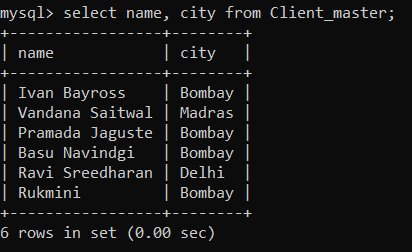 mysql> select name, city from Client_master;
+-----------------+--------+
| name            | city   |
+-----------------+--------+
| Ivan Bayross    | Bombay |
| Vandana Saitwal | Madras |
| Pramada Jaguste | Bombay |
| Basu Navindgi   | Bombay |
| Ravi Sreedharan | Delhi  |
| Rukmini         | Bombay |
+-----------------+--------+
6 rows in set (0.00 sec)